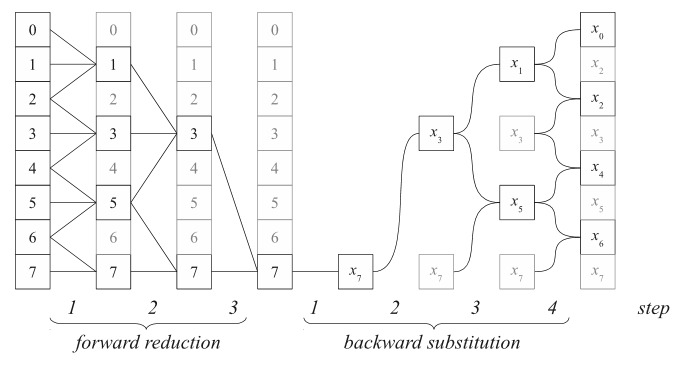 0 0 0 0 x₀
1 1 1 1 x₁ x₂
2 2 2 2 x₂
3 3 3 3 x₃ x₃ x₃
4 4 4 4 x₄
5 5 5 5 x₅ x₅
6 6 6 6 x₆
7 7 7 7 x₇ x₇ x₇ x₇
1 2 3 1 2 3 4 step
forward reduction backward substitution